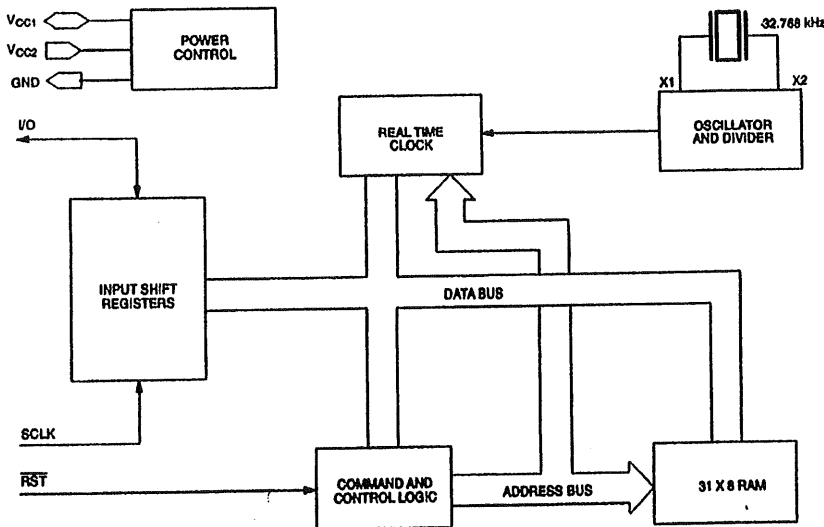 VCC1
VCC2
GND
POWER
CONTROL
32.768 kHz
X1
X2
I/O
REAL TIME
CLOCK
OSCILLATOR
AND DIVIDER
INPUT SHIFT
REGISTERS
DATA BUS
SCLK
RST
COMMAND AND
CONTROL LOGIC
ADDRESS BUS
31 X 8 RAM